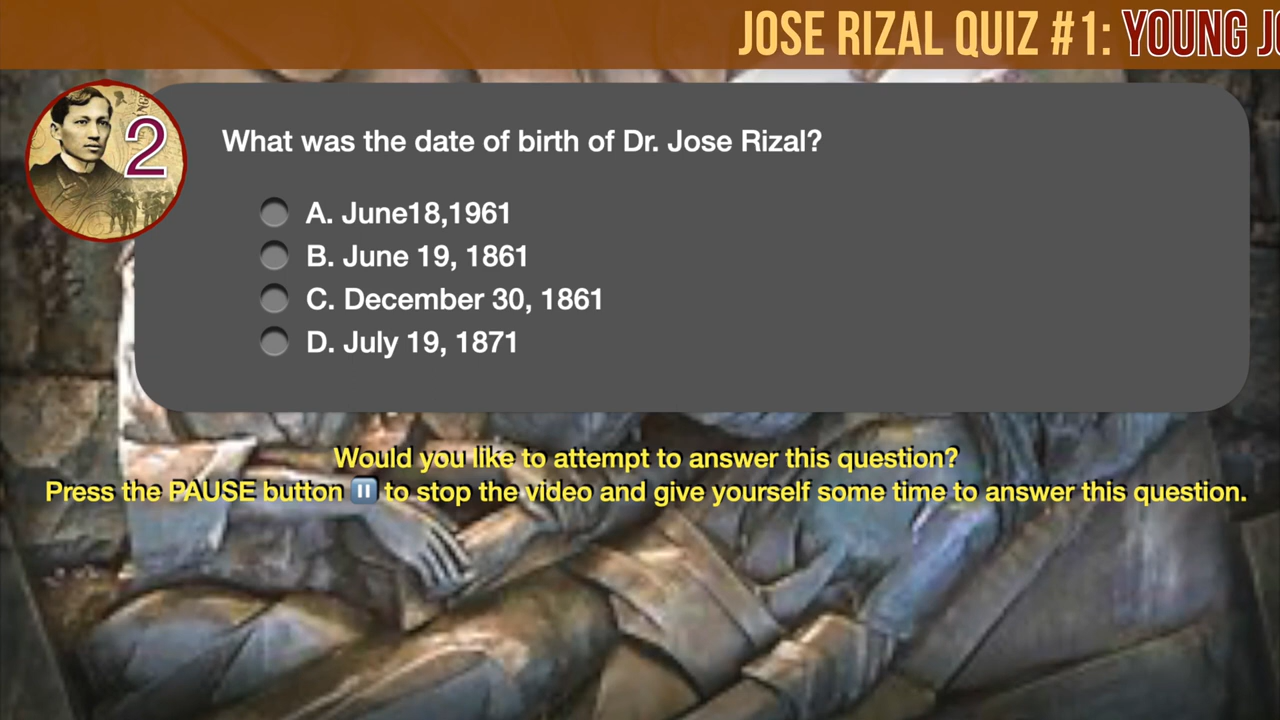 JOSE RIZAL QUIZ #1: YOUNG
2
What was the date of birth of Dr. Jose Rizal?
A. June18,1961
B. June 19, 1861
C. December 30, 1861
D. July 19, 1871
Would you like to attempt to answer this question?
Press the PAUSE button ⏸ to stop the video and give yourself some time to answer this question.